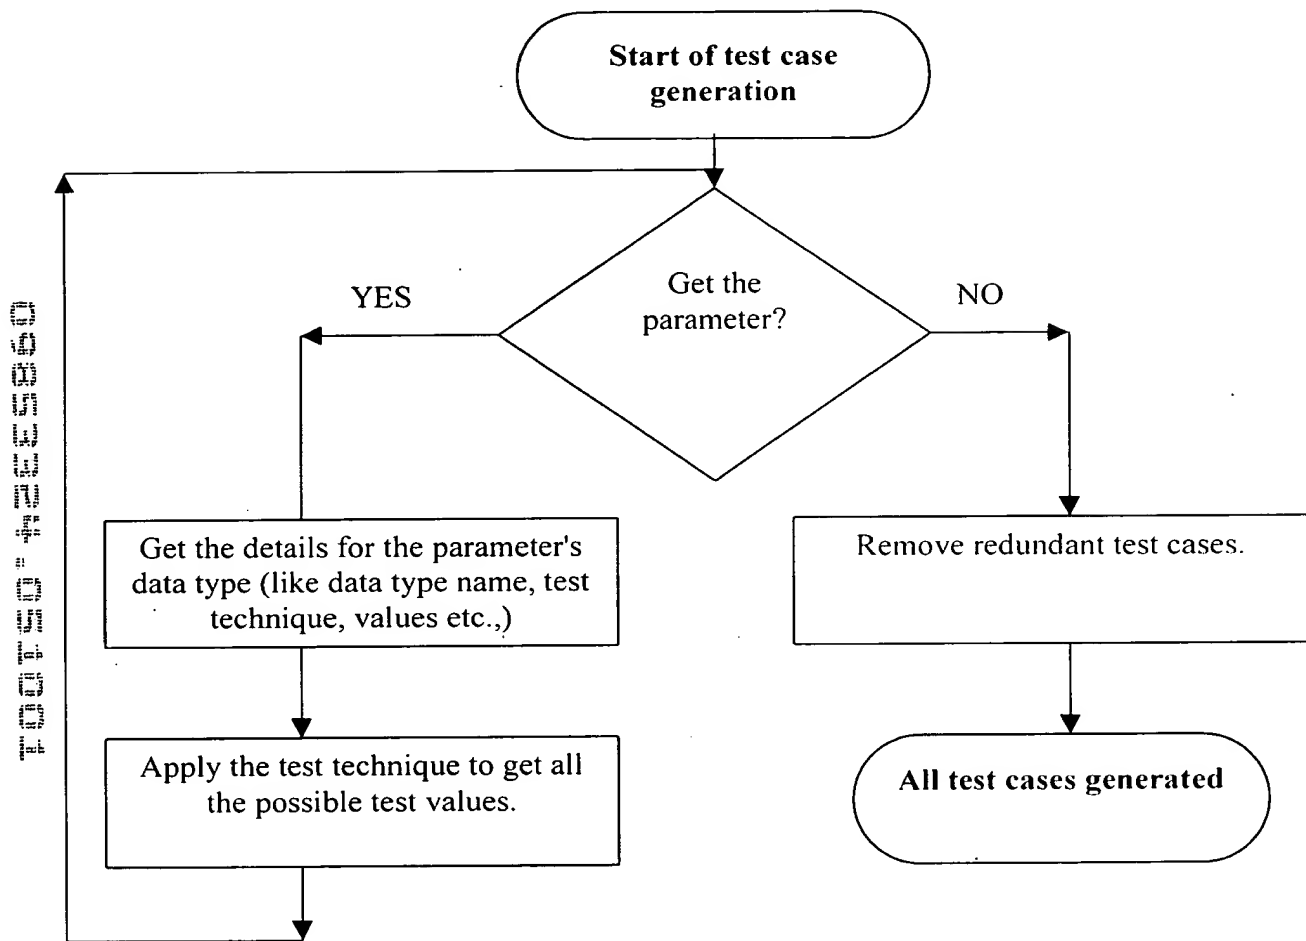 Start of test case
generation
YES
Get the
parameter?
NO
Get the details for the parameter's
data type (like data type name, test
technique, values etc.,)
Remove redundant test cases.
Apply the test technique to get all
the possible test values.
All test cases generated
09853324.051001